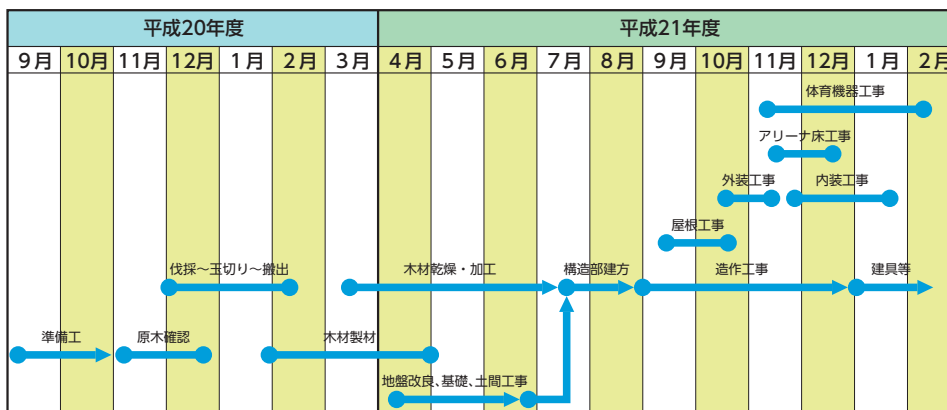 平成20年度 平成21年度
9月 10月 11月 12月 1月 2月 3月 4月 5月 6月 7月 8月 9月 10月 11月 12月 1月 2月
体育機器工事
アリーナ床工事
外装工事 内装工事
屋根工事
伐採～玉切り～搬出 木材乾燥・加工 構造部建方 造作工事 建具等
準備工 原木確認 木材製材
地盤改良、基礎、土間工事